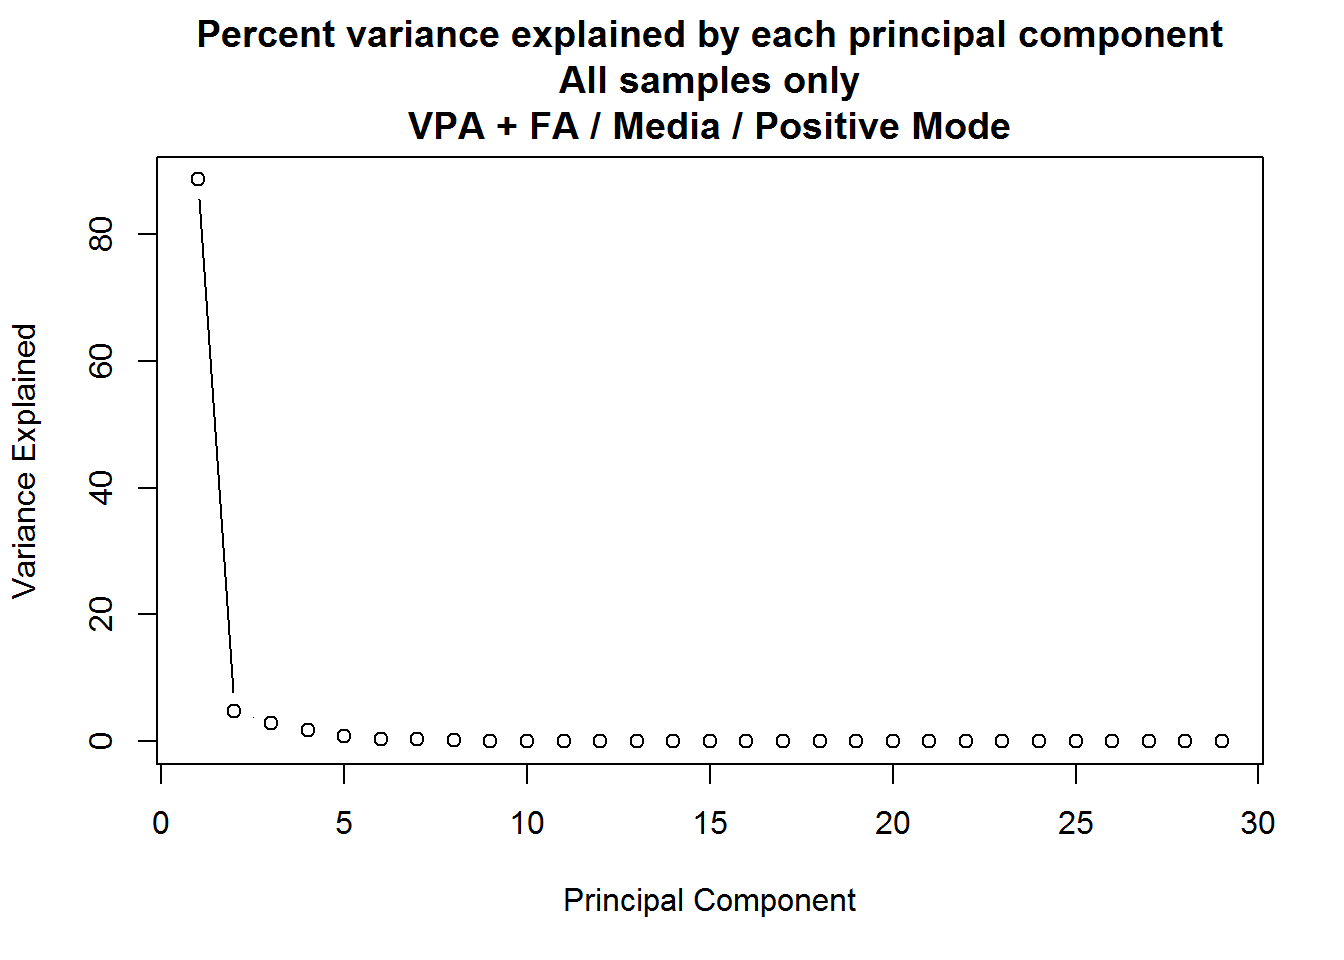 Percent variance explained by each principal component
All samples only
VPA + FA / Media / Positive Mode
Variance Explained
80
60
40
20
0
0 5 10 15 20 25 30
Principal Component